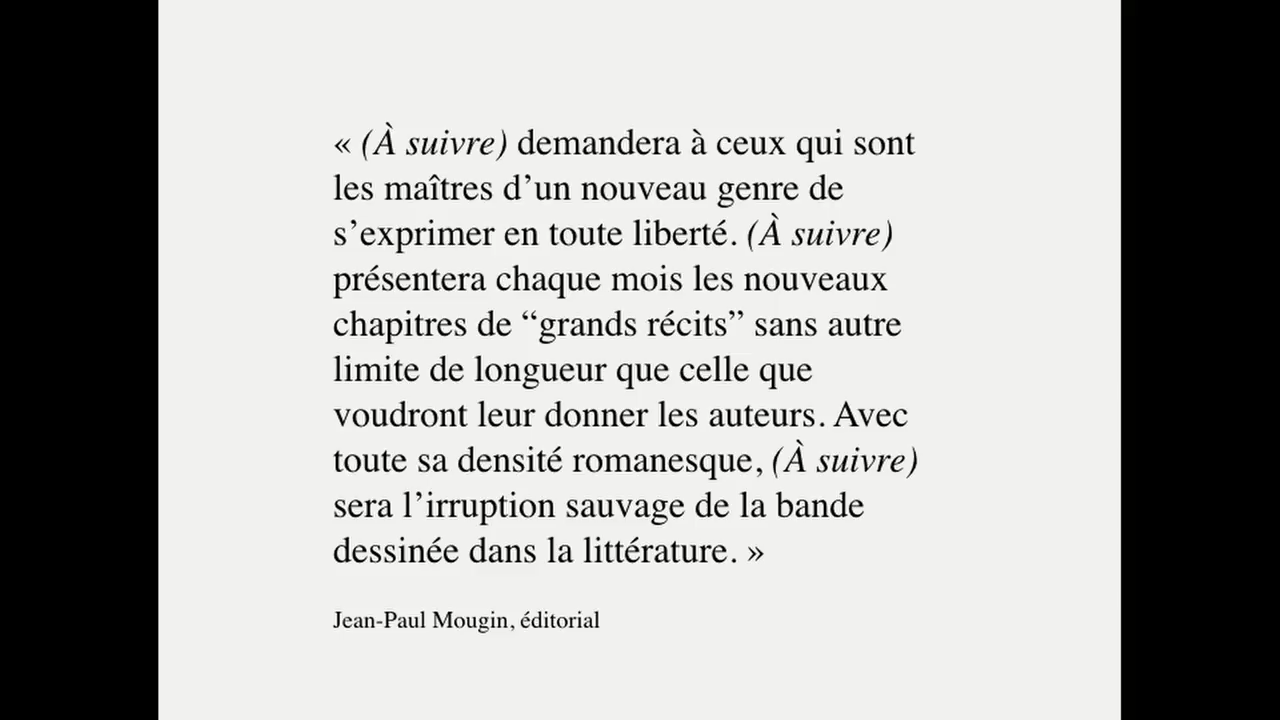 « (À suivre) demandera à ceux qui sont
les maîtres d’un nouveau genre de
s’exprimer en toute liberté. (À suivre)
présentera chaque mois les nouveaux
chapitres de “grands récits” sans autre
limite de longueur que celle que
voudront leur donner les auteurs. Avec
toute sa densité romanesque, (À suivre)
sera l’irruption sauvage de la bande
dessinée dans la littérature. »
Jean-Paul Mougin, éditorial